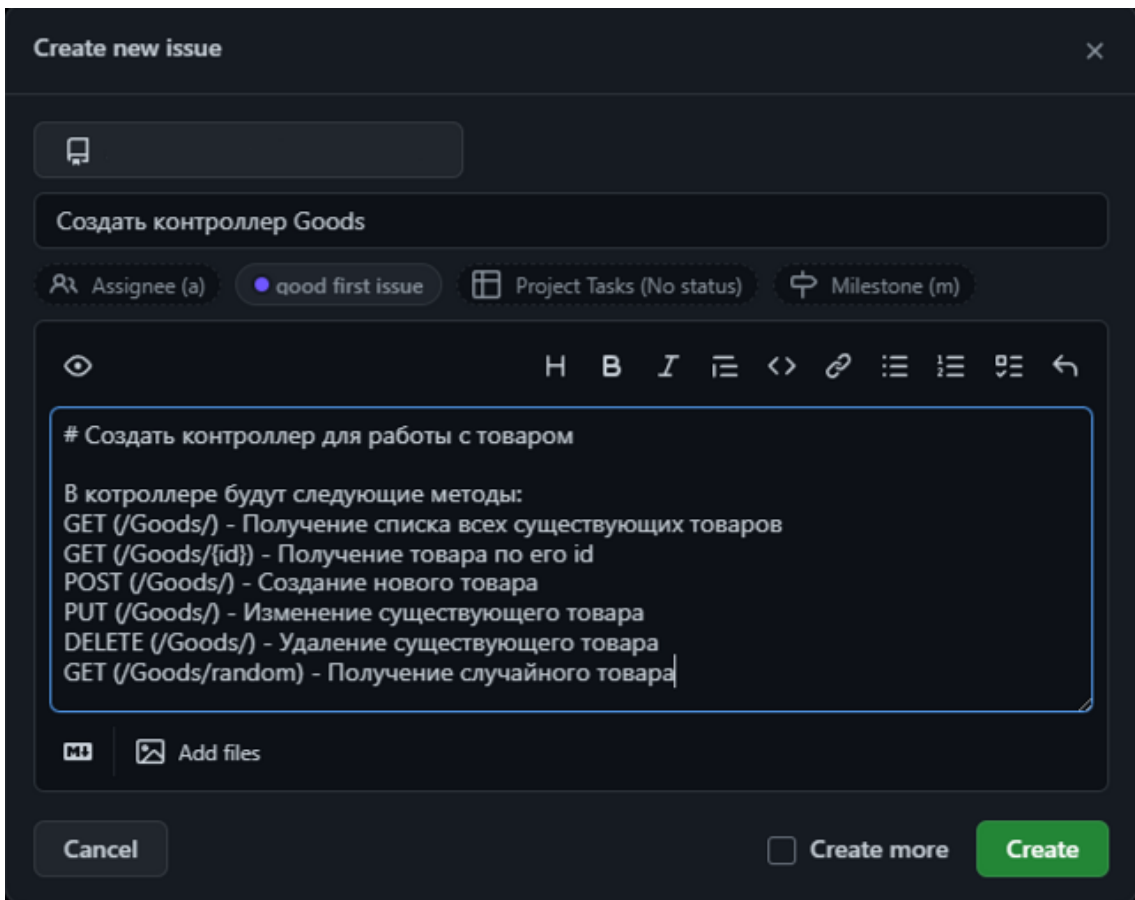 Create new issue
Создать контроллер Goods
Assignee (a) good first issue Project Tasks (No status) Milestone (m)
H B I
# Создать контроллер для работы с товаром
В котроллере будут следующие методы:
GET (/Goods/) - Получение списка всех существующих товаров
GET (/Goods/{id}) - Получение товара по его id
POST (/Goods/) - Создание нового товара
PUT (/Goods/) - Изменение существующего товара
DELETE (/Goods/) - Удаление существующего товара
GET (/Goods/random) - Получение случайного товара
Add files
Cancel Create more Create